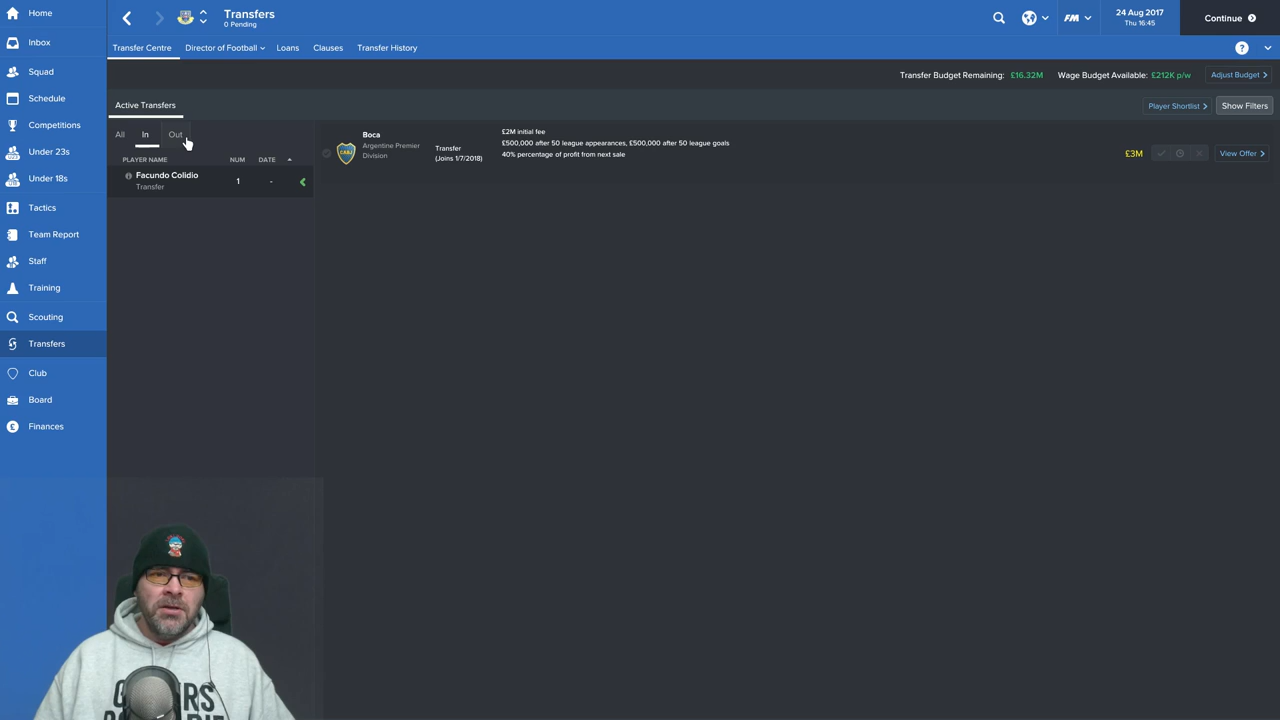 Home
Inbox
Squad
Schedule
Competitions
Under 23s
Under 18s
Tactics
Team Report
Staff
Training
Scouting
Transfers
Club
Board
Finances
Transfers
0 Pending
FM
24 Aug 2017
Thu 16:45
Continue
Transfer Centre
Director of Football
Loans
Clauses
Transfer History
?
Transfer Budget Remaining: £16.32M
Wage Budget Available: £212K p/w
Adjust Budget
Active Transfers
Player Shortlist
Show Filters
All
In
Out
PLAYER NAME
NUM
DATE
Facundo Colidio
Transfer
1
-
Boca
Argentine Premier
Division
Transfer
(Joins 1/7/2018)
£2M initial fee
£500,000 after 50 league appearances, £500,000 after 50 league goals
40% percentage of profit from next sale
£3M
View Offer